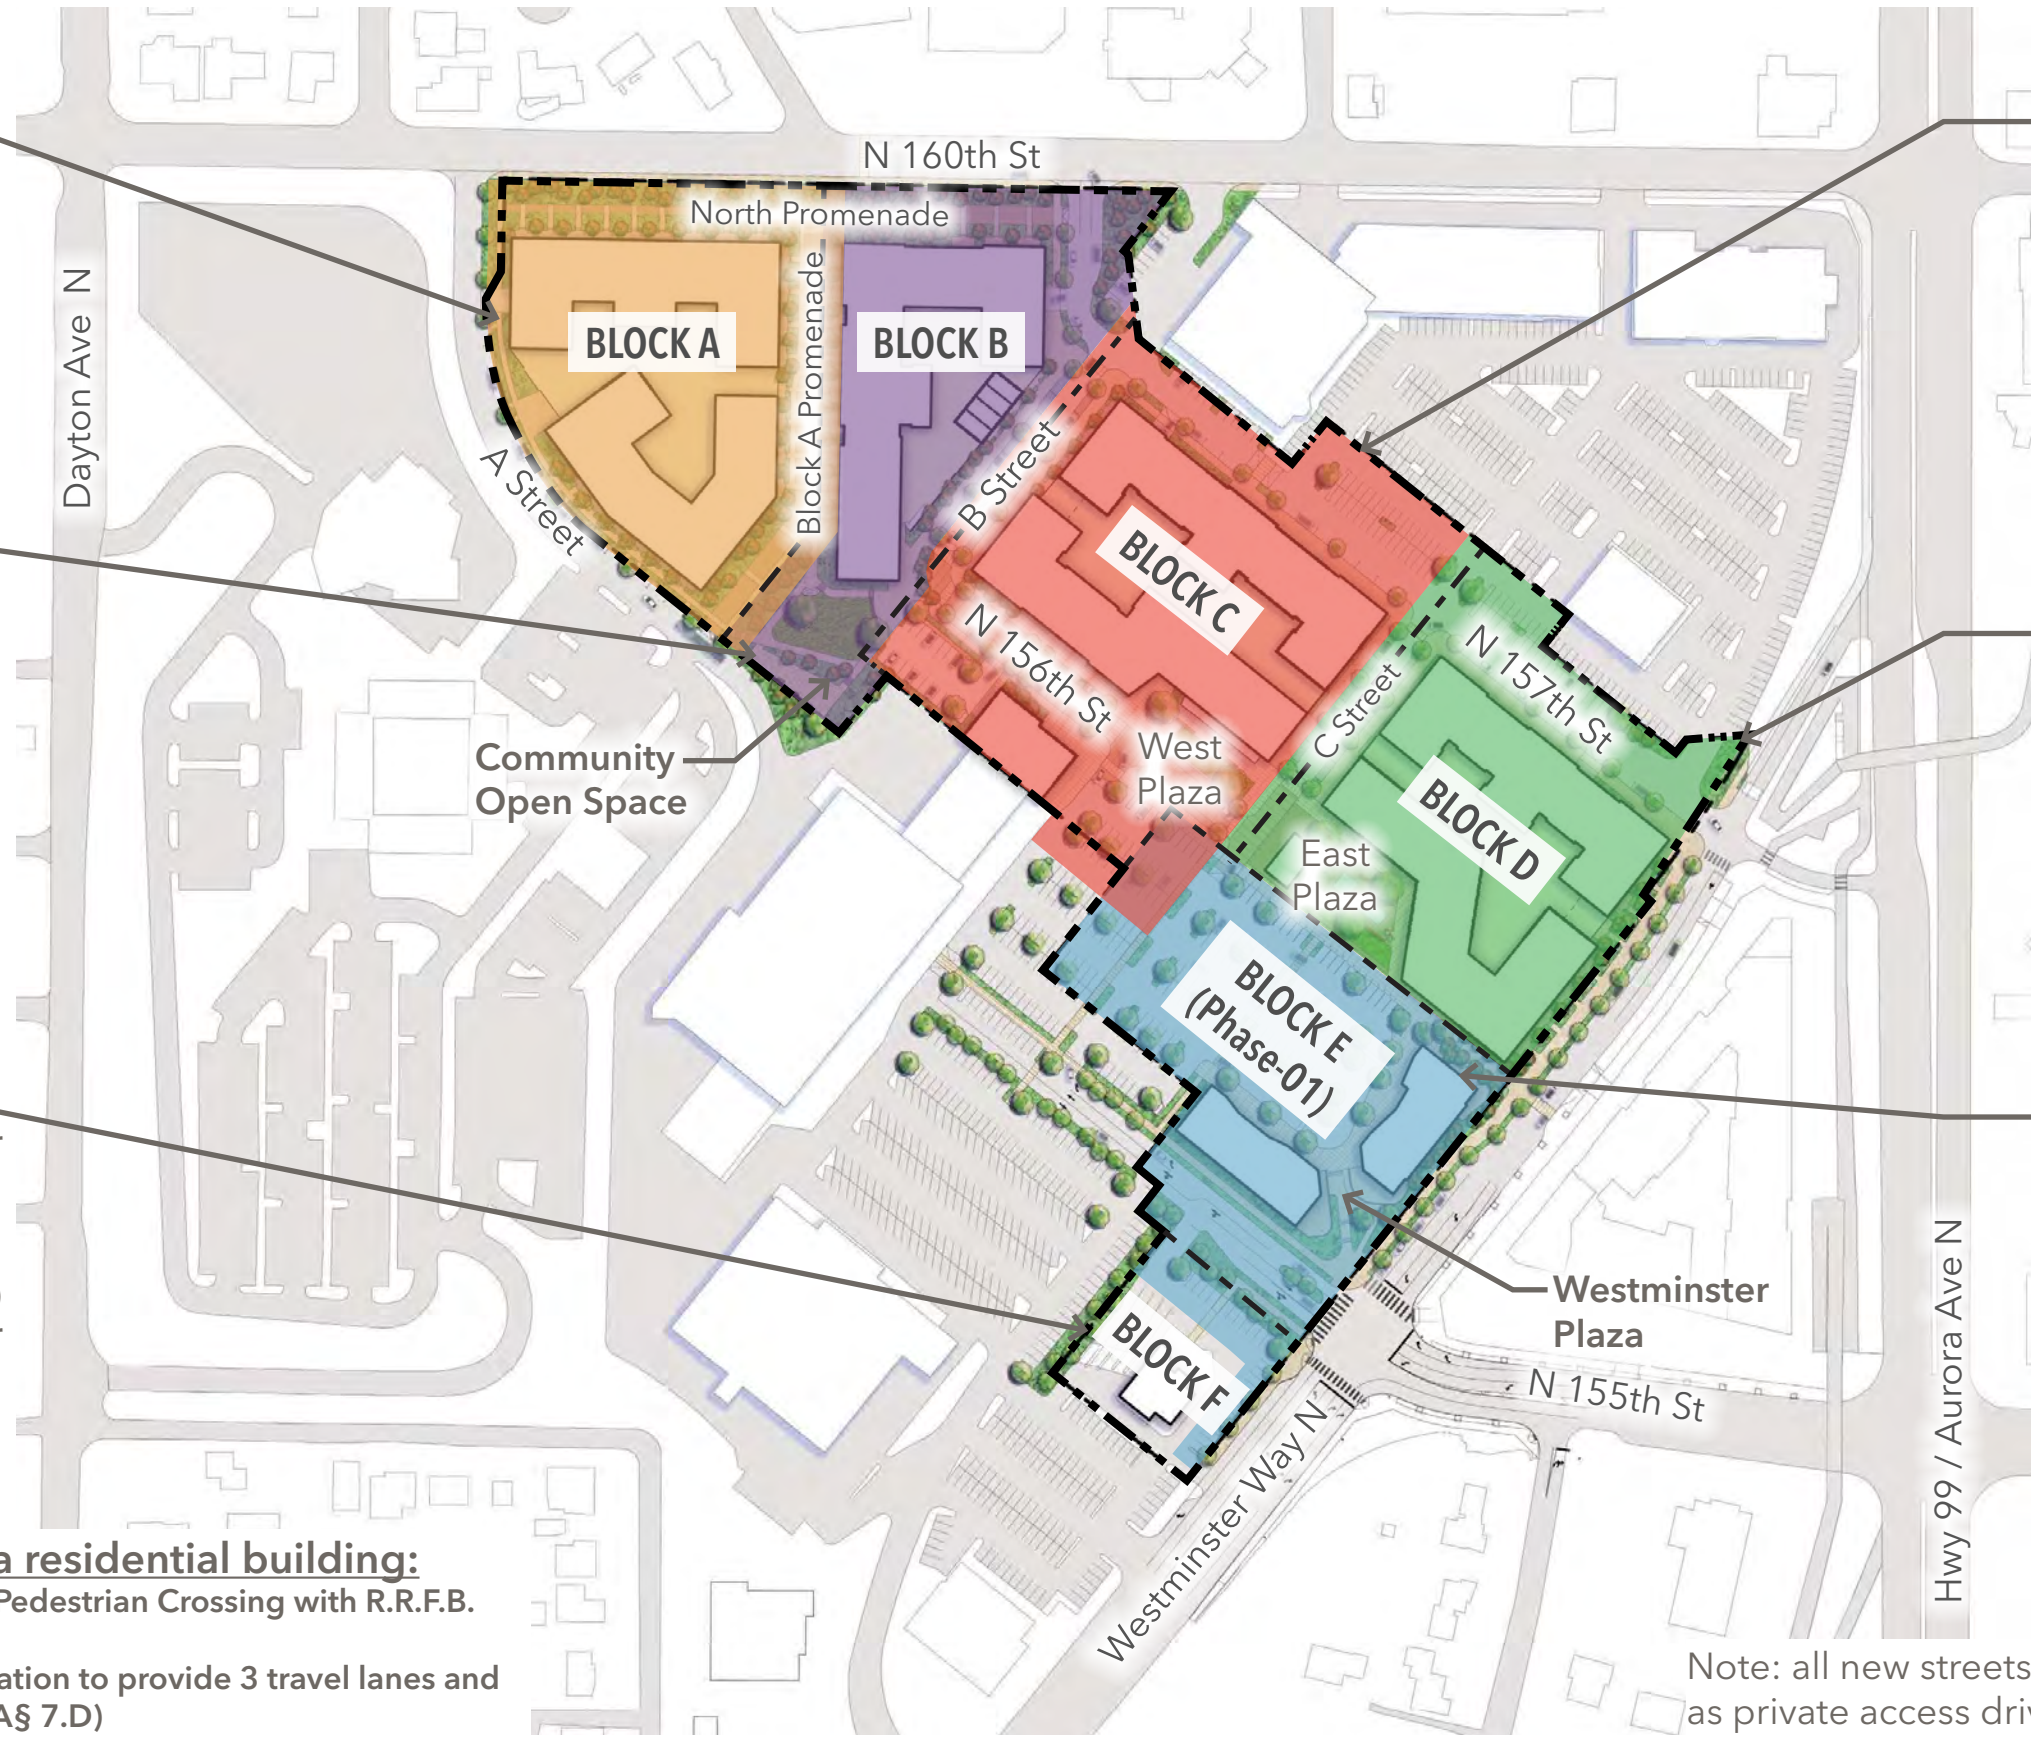 N 160th St
North Promenade
Dayton Ave N
BLOCK A
Block A Promenade
BLOCK B
A Street
B Street
BLOCK C
N 156th St
N 157th St
C Street
West
Plaza
Community
Open Space
BLOCK D
East
Plaza
BLOCK E
(Phase-01)
Westminster
Plaza
BLOCK F
N 155th St
Hwy 99 / Aurora Ave N
Westminster Way N
a residential building:
Pedestrian Crossing with R.R.F.B.
ation to provide 3 travel lanes and
A§ 7.D)
Note: all new streets
as private access driv